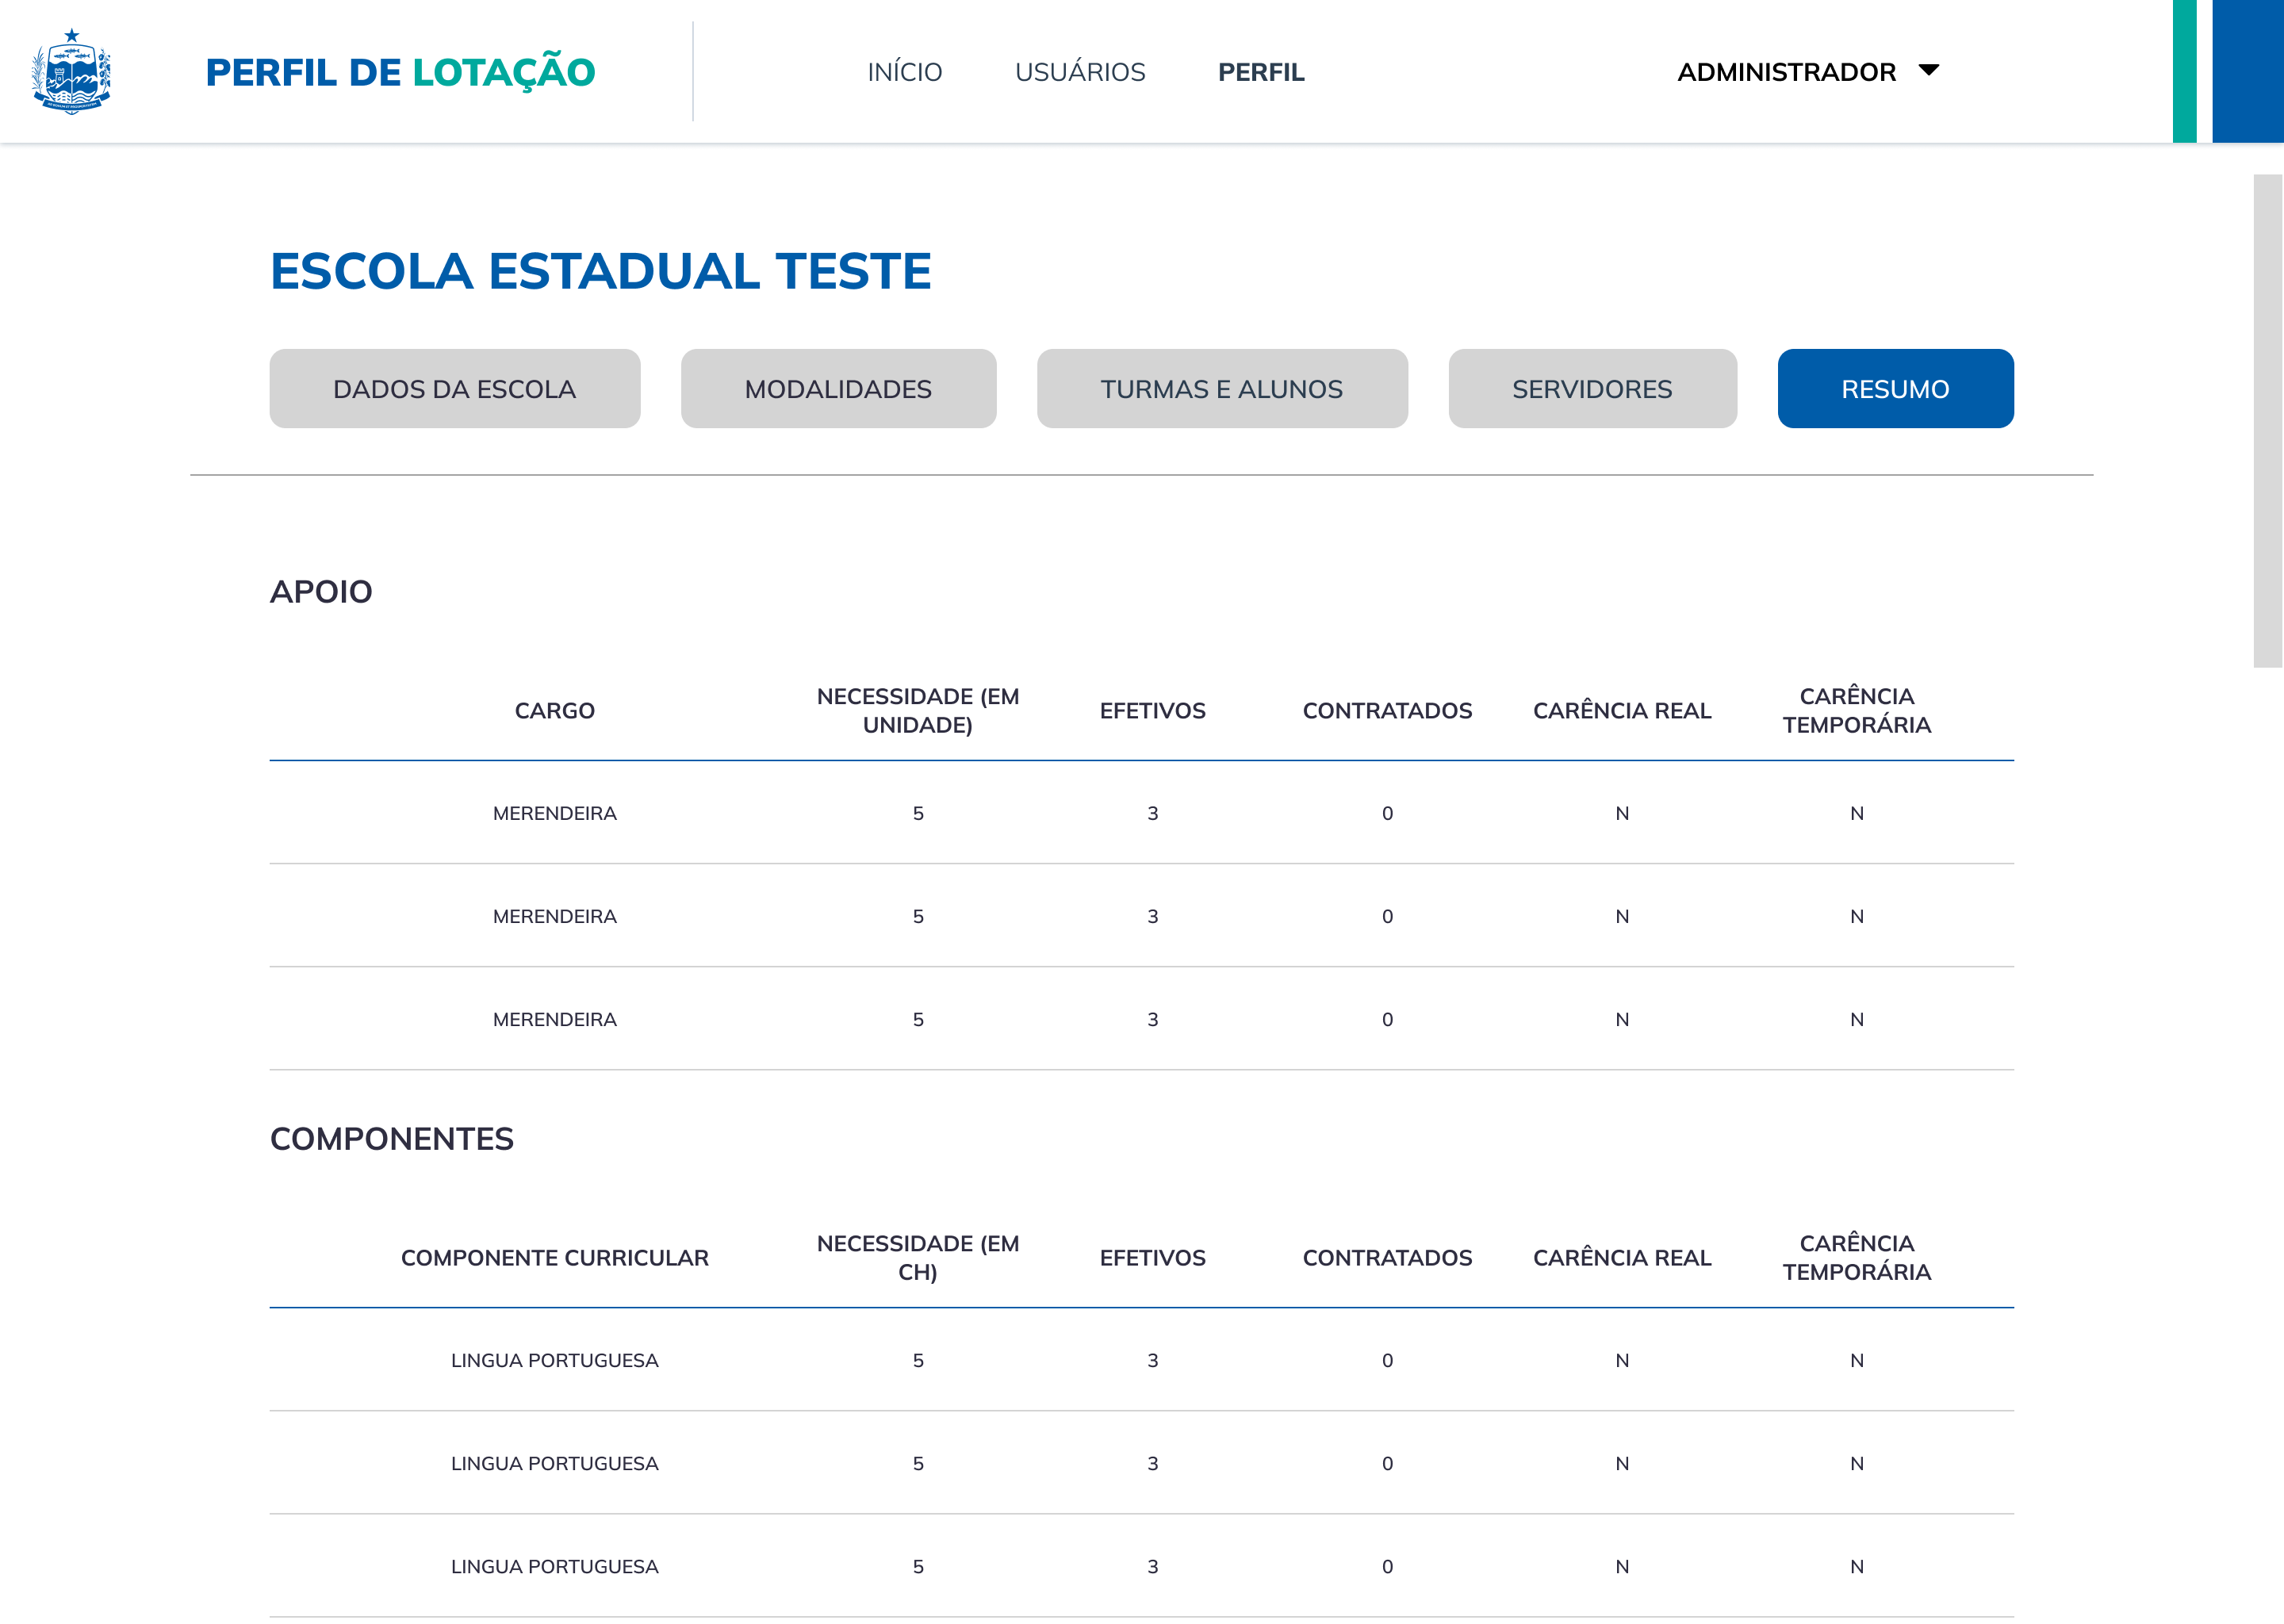 PERFIL DE LOTAÇÃO
INÍCIO USUÁRIOS PERFIL
ADMINISTRADOR
ESCOLA ESTADUAL TESTE
DADOS DA ESCOLA MODALIDADES TURMAS E ALUNOS SERVIDORES RESUMO
APOIO
CARGO NECESSIDADE (EM UNIDADE) EFETIVOS CONTRATADOS CARÊNCIA REAL CARÊNCIA TEMPORÁRIA
MERENDEIRA 5 3 0 N N
MERENDEIRA 5 3 0 N N
MERENDEIRA 5 3 0 N N
COMPONENTES
COMPONENTE CURRICULAR NECESSIDADE (EM CH) EFETIVOS CONTRATADOS CARÊNCIA REAL CARÊNCIA TEMPORÁRIA
LINGUA PORTUGUESA 5 3 0 N N
LINGUA PORTUGUESA 5 3 0 N N
LINGUA PORTUGUESA 5 3 0 N N